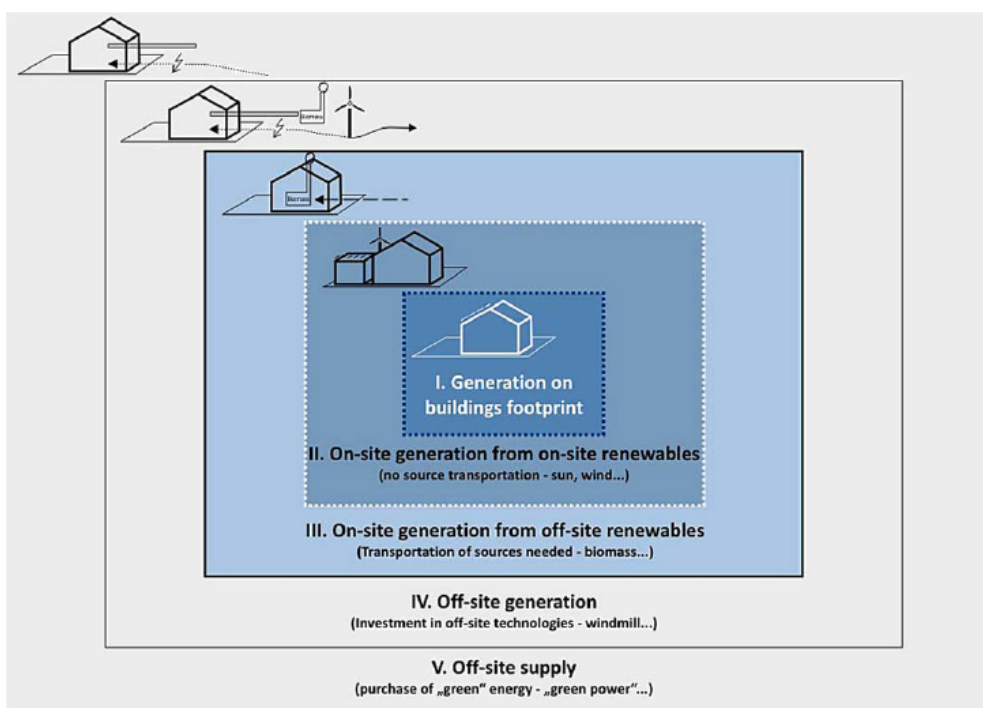 I. Generation on
buildings footprint
II. On-site generation from on-site renewables
(no source transportation - sun, wind...)
III. On-site generation from off-site renewables
(Transportation of sources needed - biomass...)
IV. Off-site generation
(Investment in off-site technologies - windmill...)
V. Off-site supply
(purchase of „green“ energy - „green power“...)